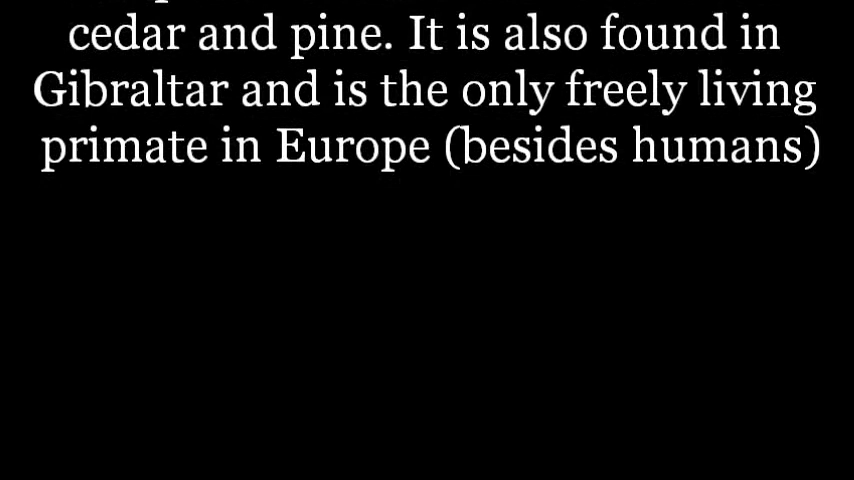 cedar and pine. It is also found in
Gibraltar and is the only freely living
primate in Europe (besides humans)